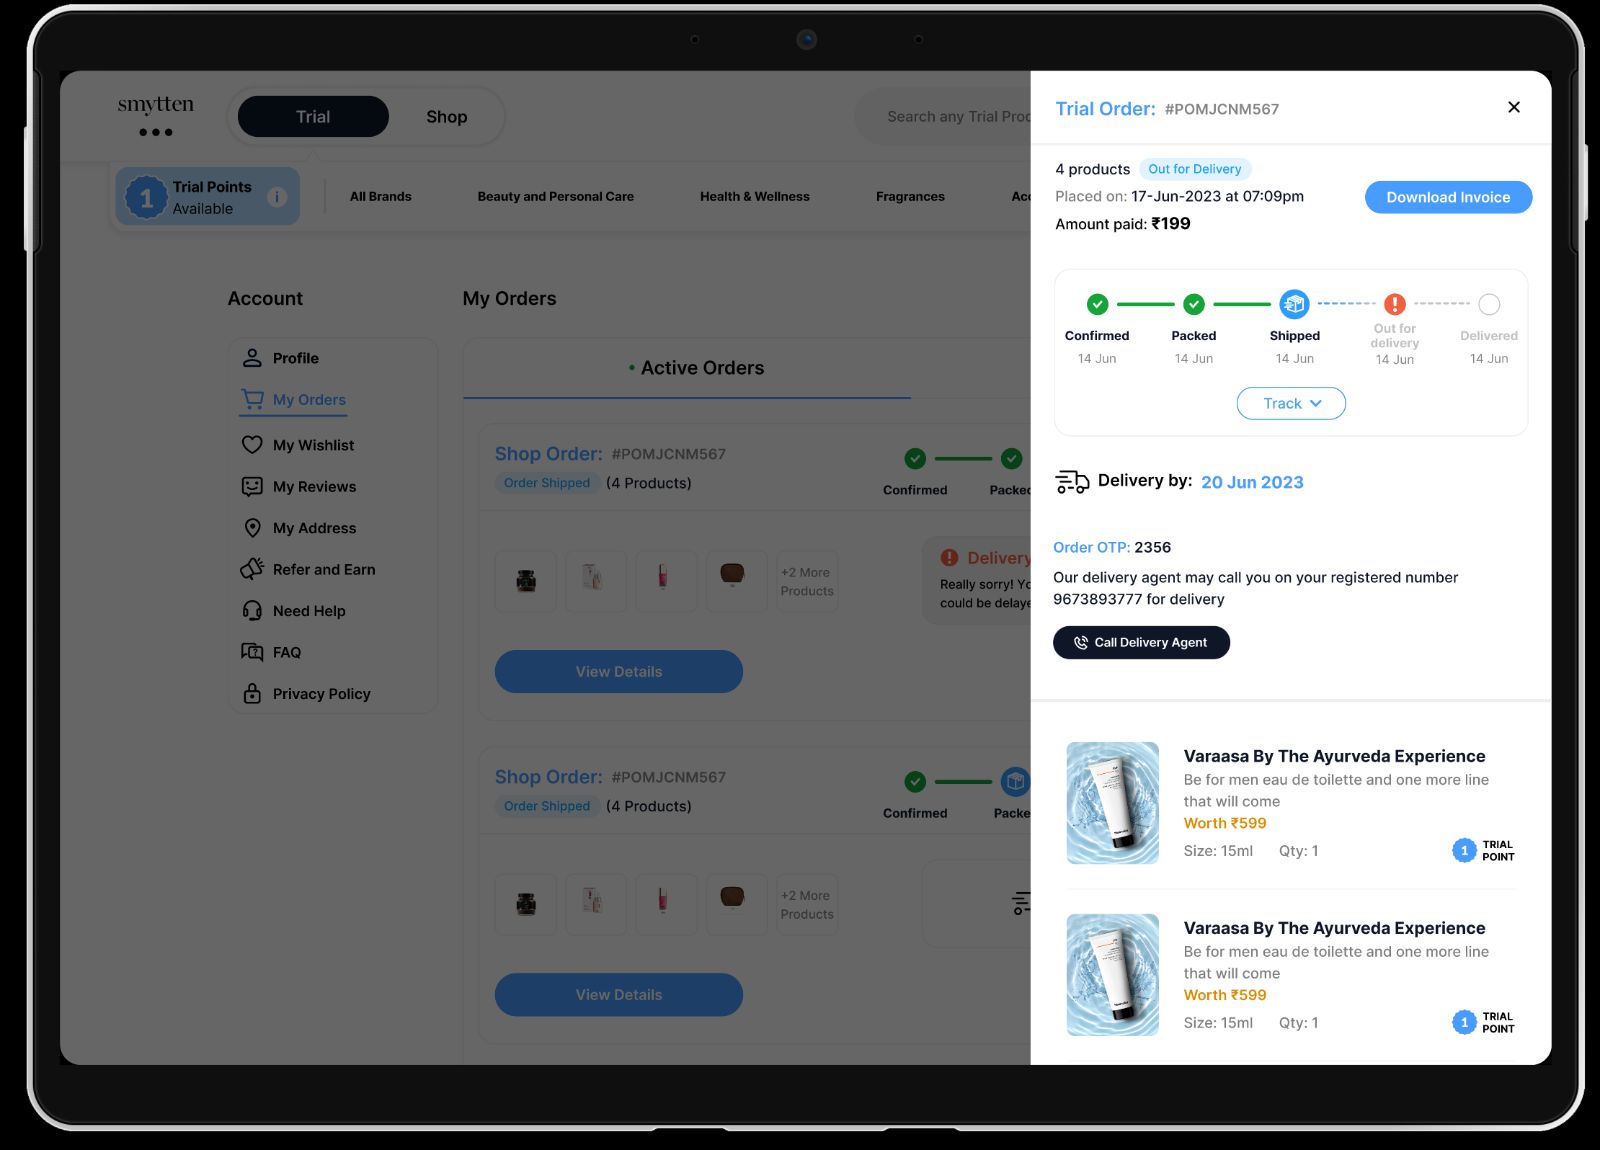 smytten
Trial
Shop
Search any Trial Proc
1
Trial Points
Available
i
All Brands
Beauty and Personal Care
Health & Wellness
Fragrances
Acc
Account
Profile
My Orders
My Wishlist
My Reviews
My Address
Refer and Earn
Need Help
FAQ
Privacy Policy
My Orders
• Active Orders
Shop Order: #POMJCNM567
Order Shipped (4 Products)
Confirmed
Packed
+2 More
Products
Delivery
Really sorry! Yo
could be delaye
View Details
Shop Order: #POMJCNM567
Order Shipped (4 Products)
Confirmed
Packe
+2 More
Products
View Details
Trial Order: #POMJCNM567
4 products Out for Delivery
Placed on: 17-Jun-2023 at 07:09pm
Amount paid: ₹199
Download Invoice
Confirmed
14 Jun
Packed
14 Jun
Shipped
14 Jun
Out for
delivery
14 Jun
Delivered
14 Jun
Track
Delivery by: 20 Jun 2023
Order OTP: 2356
Our delivery agent may call you on your registered number
9673893777 for delivery
Call Delivery Agent
Varaasa By The Ayurveda Experience
Be for men eau de toilette and one more line
that will come
Worth ₹599
Size: 15ml Qty: 1
1 TRIAL
POINT
Varaasa By The Ayurveda Experience
Be for men eau de toilette and one more line
that will come
Worth ₹599
Size: 15ml Qty: 1
1 TRIAL
POINT